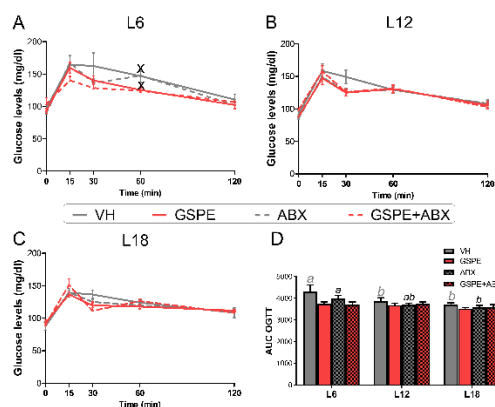 A
L6
Glucose levels (mg/dl)
200
150
100
50
0
X
X
0 15 30 60 120
Time (min)
B
L12
Glucose levels (mg/dl)
200
150
100
50
0
0 15 30 60 120
Time (min)
VH GSPE ABX GSPE+ABX
C
L18
Glucose levels (mg/dl)
200
150
100
50
0
0 15 30 60 120
Time (min)
D
VH
GSPE
ABX
GSPE+AB
AUC OGTT
5000
4000
3000
2000
1000
0
a a b ab b b
L6 L12 L18